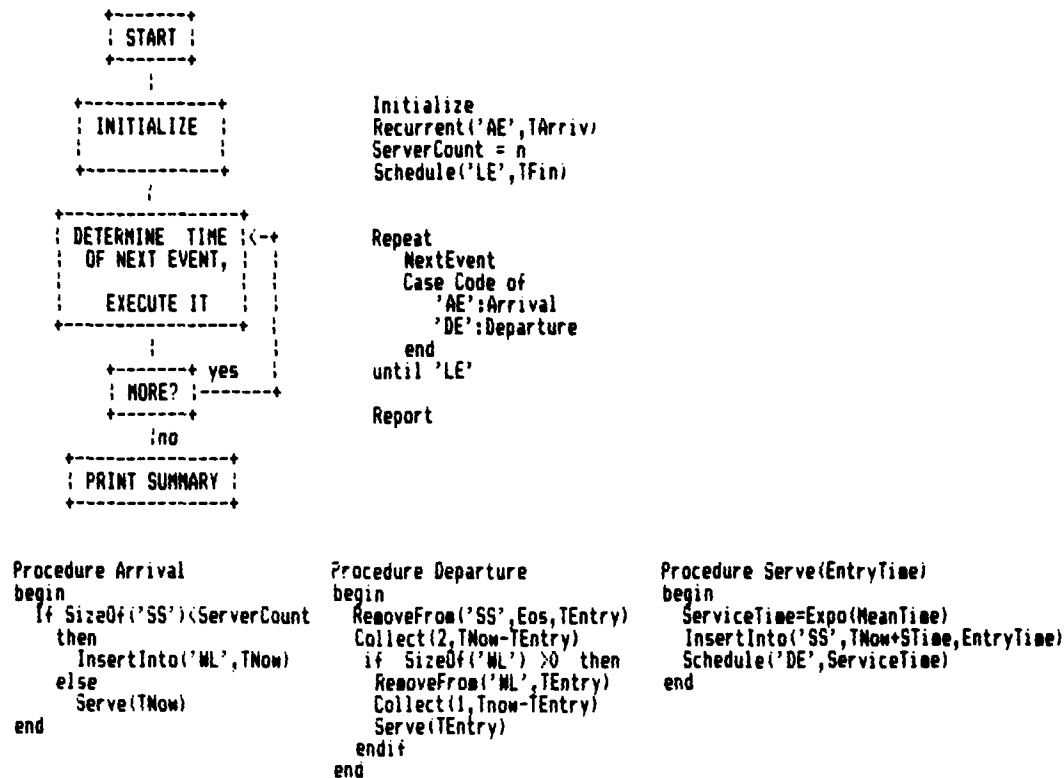 START
INITIALIZE
DETERMINE TIME
OF NEXT EVENT,
EXECUTE IT
MORE? yes
no
PRINT SUMMARY
Initialize
Recurrent('AE',TArriv)
ServerCount = n
Schedule('LE',TFin)
Repeat
NextEvent
Case Code of
'AE':Arrival
'DE':Departure
end
until 'LE'
Report
Procedure Arrival
begin
If SizeOf('SS')<ServerCount
then
InsertInto('WL',TNow)
else
Serve(TNow)
end
Procedure Departure
begin
RemoveFrom('SS',Eos,TEntry)
Collect(2,TNow-TEntry)
if SizeOf('WL') >0 then
RemoveFrom('WL',TEntry)
Collect(1,Tnow-TEntry)
Serve(TEntry)
endif
end
Procedure Serve(EntryTime)
begin
ServiceTime=Expo(MeanTime)
InsertInto('SS',TNow+STime,EntryTime)
Schedule('DE',ServiceTime)
end